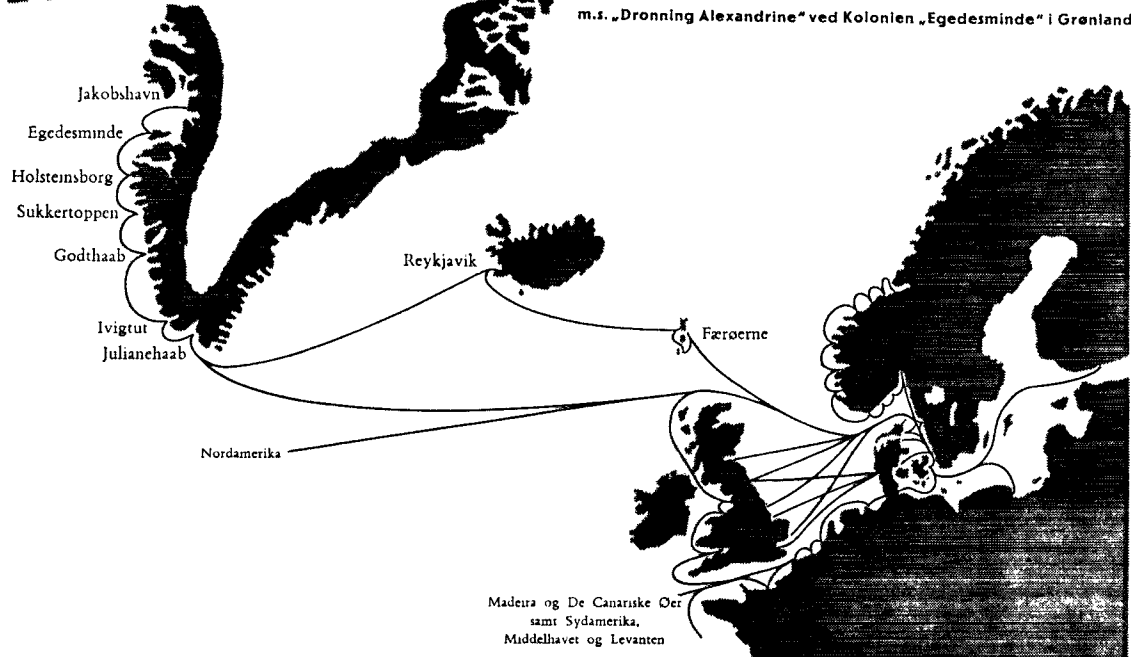 m.s. „Dronning Alexandrine“ ved Kolonien „Egedesminde“ i Grønland
Jakobshavn
Egedesminde
Holsteinsborg
Sukkertoppen
Godthaab
Reykjavik
Ivigtut
Færøerne
Julianehaab
Nordamerika
Madeira og De Canariske Øer
samt Sydamerika,
Middelhavet og Levanten